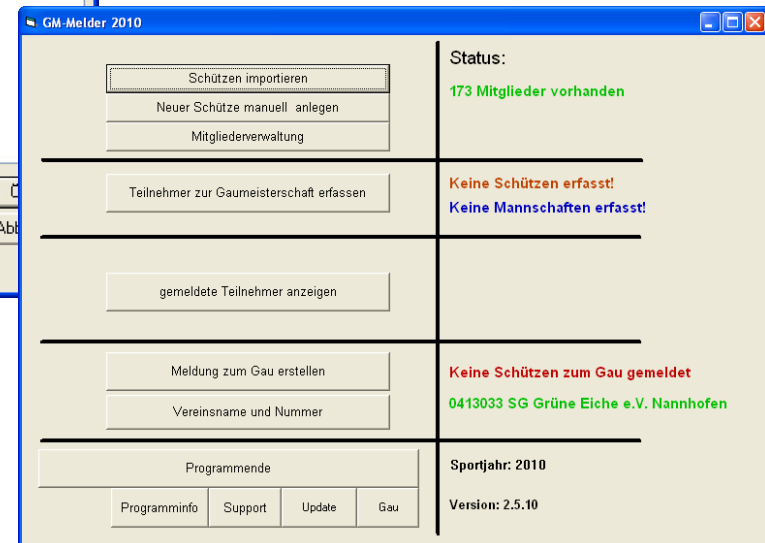 GM-Melder 2010
Schützen importieren
Neuer Schütze manuell anlegen
Mitgliederverwaltung
Status:
173 Mitglieder vorhanden
Teilnehmer zur Gaumeisterschaft erfassen
Keine Schützen erfasst!
Keine Mannschaften erfasst!
gemeldete Teilnehmer anzeigen
Meldung zum Gau erstellen
Vereinsname und Nummer
Keine Schützen zum Gau gemeldet
0413033 SG Grüne Eiche e.V. Nannhofen
Programmende
Programminfo
Support
Update
Gau
Sportjahr: 2010
Version: 2.5.10